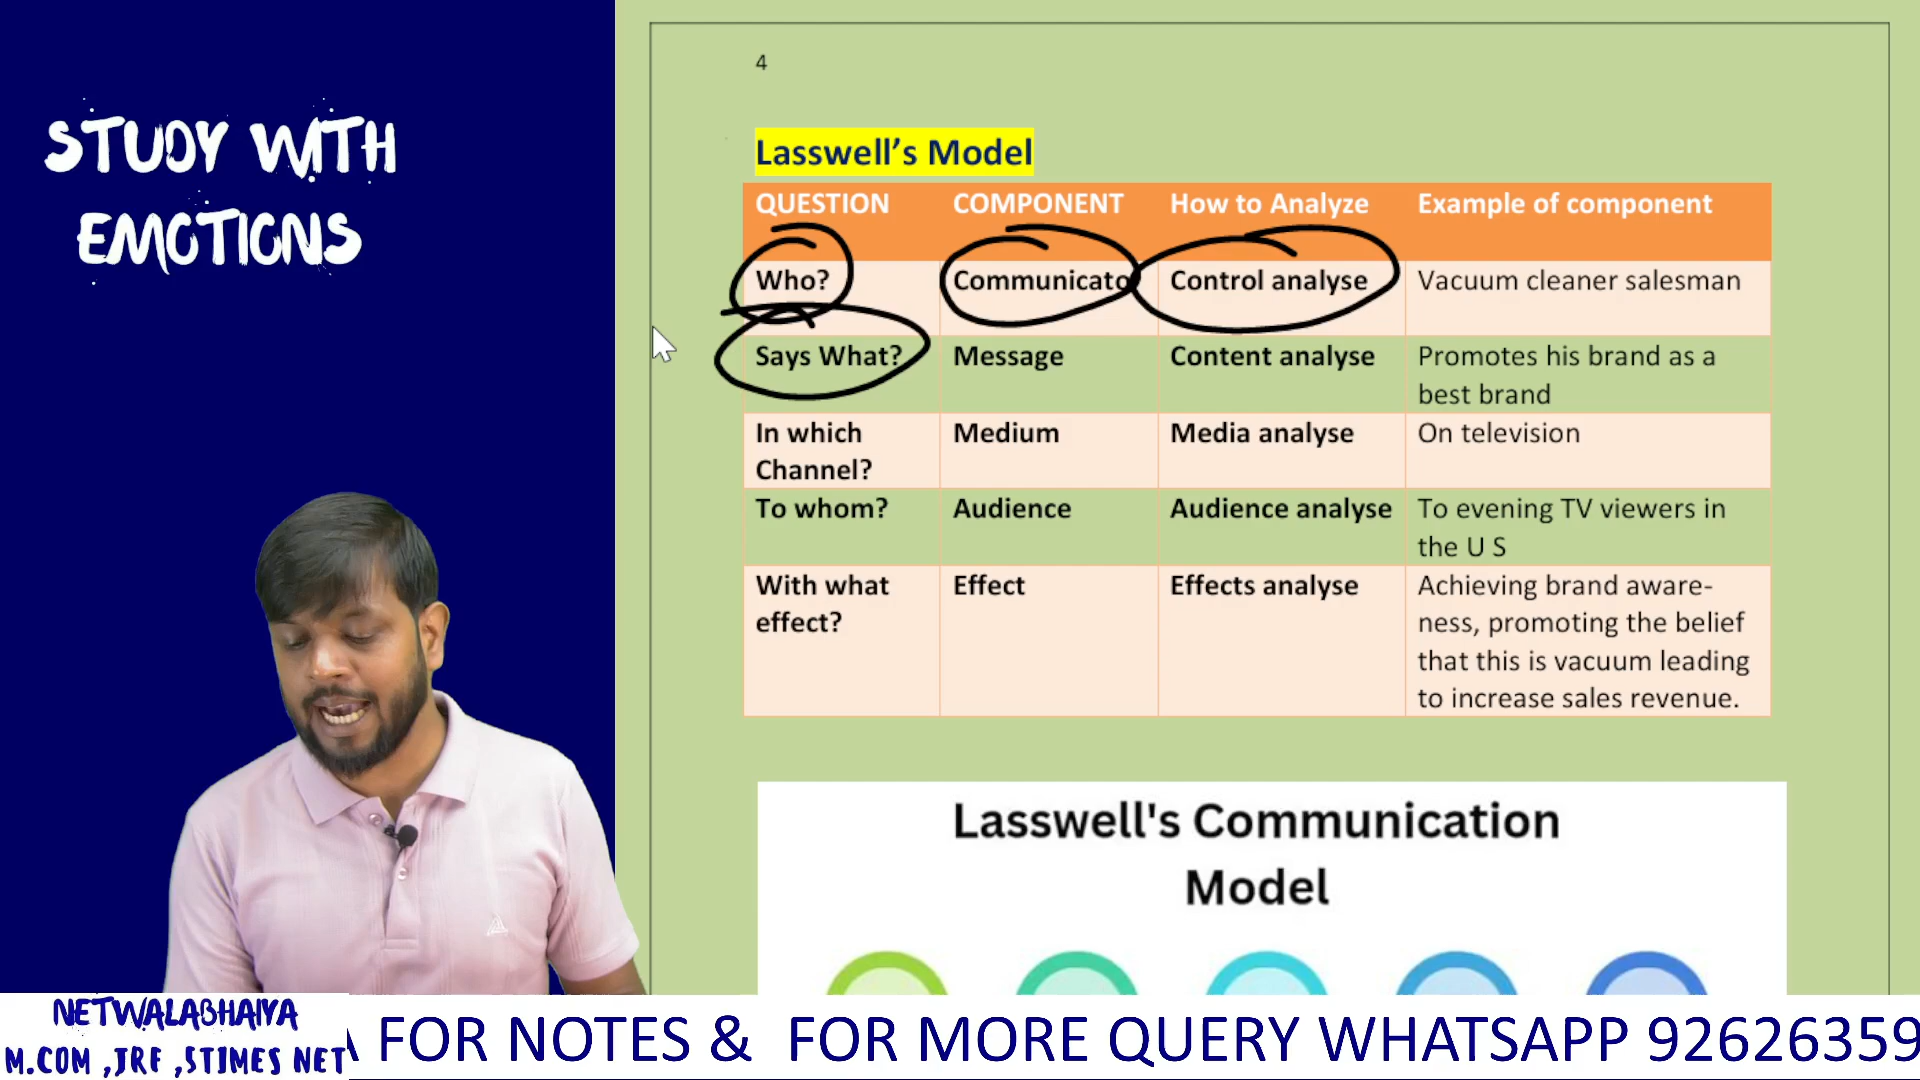 STUDY WITH
EMOTIONS
4
Lasswell’s Model
QUESTION COMPONENT How to Analyze Example of component
Who? Communicato Control analyse Vacuum cleaner salesman
Says What? Message Content analyse Promotes his brand as a
best brand
In which Medium Media analyse On television
Channel?
To whom? Audience Audience analyse To evening TV viewers in
the U S
With what Effect Effects analyse Achieving brand aware-
effect? ness, promoting the belief
that this is vacuum leading
to increase sales revenue.
Lasswell's Communication
Model
NETWALABHAIYA
M.COM ,JRF ,5TIMES NET
A FOR NOTES & FOR MORE QUERY WHATSAPP 92626359